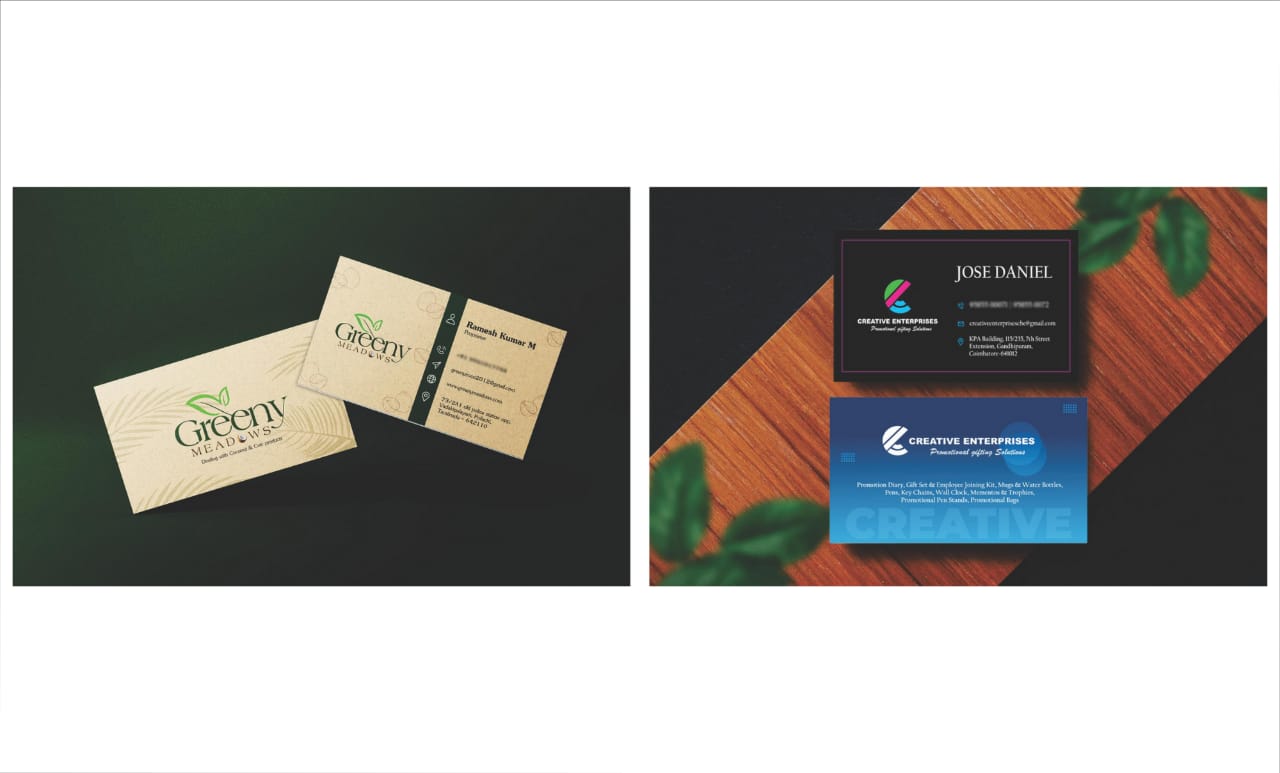 Greeny
MEADOWS
Dealing with Coconut & Coir products
Greeny
MEADOWS
Ramesh Kumar M
Proprietor
www.greenymeadows.com
Tamilnadu - 642110
JOSE DANIEL
CREATIVE ENTERPRISES
Promotional gifting Solutions
creativeenterprisescbe@gmail.com
KPA Building, 115/233, 7th Street
Extension, Gandhipuram,
Coimbatore-641012
CREATIVE ENTERPRISES
Promotional gifting Solutions
Promotion Diary, Gift Set & Employee Joining Kit, Mugs & Water Bottles,
Pens, Key Chains, Wall Clock, Mementos & Trophies,
Promotional Pen Stands, Promotional Bags
CREATIVE